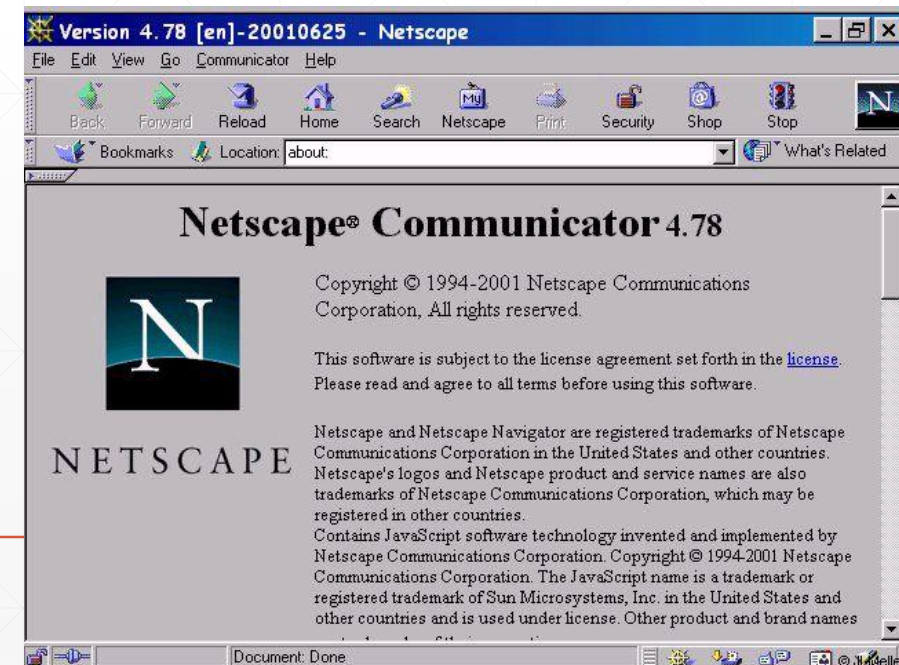 Version 4.78 [en]-20010625 - Netscape
File Edit View Go Communicator Help
Back Forward Reload Home Search Netscape Print Security Shop Stop
My
N
Bookmarks Location: about: What's Related
Netscape® Communicator 4.78
N
NETSCAPE
Copyright © 1994-2001 Netscape Communications
Corporation, All rights reserved.
This software is subject to the license agreement set forth in the license.
Please read and agree to all terms before using this software.
Netscape and Netscape Navigator are registered trademarks of Netscape
Communications Corporation in the United States and other countries.
Netscape's logos and Netscape product and service names are also
trademarks of Netscape Communications Corporation, which may be
registered in other countries.
Contains JavaScript software technology invented and implemented by
Netscape Communications Corporation. Copyright © 1994-2001 Netscape
Communications Corporation. The JavaScript name is a trademark or
registered trademark of Sun Microsystems, Inc. in the United States and
other countries and is used under license. Other product and brand names
Document: Done